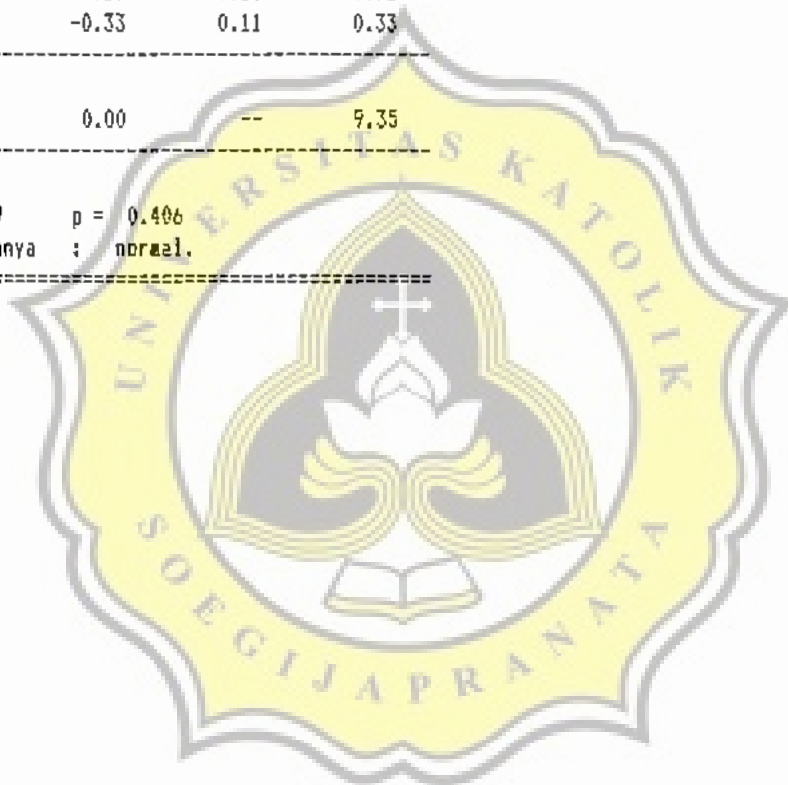 -0.33 0.11 0.33
0.00 -- 9.35
p = 0.406
nya : normal.
UNIVERSITAS KATOLIK
SOEGIJAPRANATA